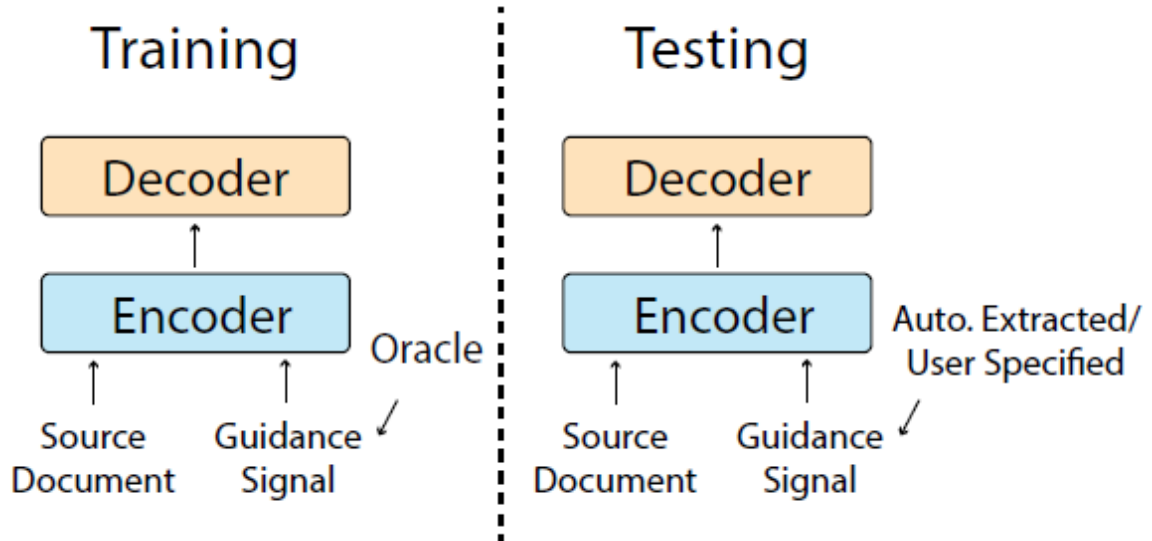 Training
Decoder
Encoder
Oracle
Source
Document
Guidance
Signal
Testing
Decoder
Encoder
Auto. Extracted/
User Specified
Source
Document
Guidance
Signal